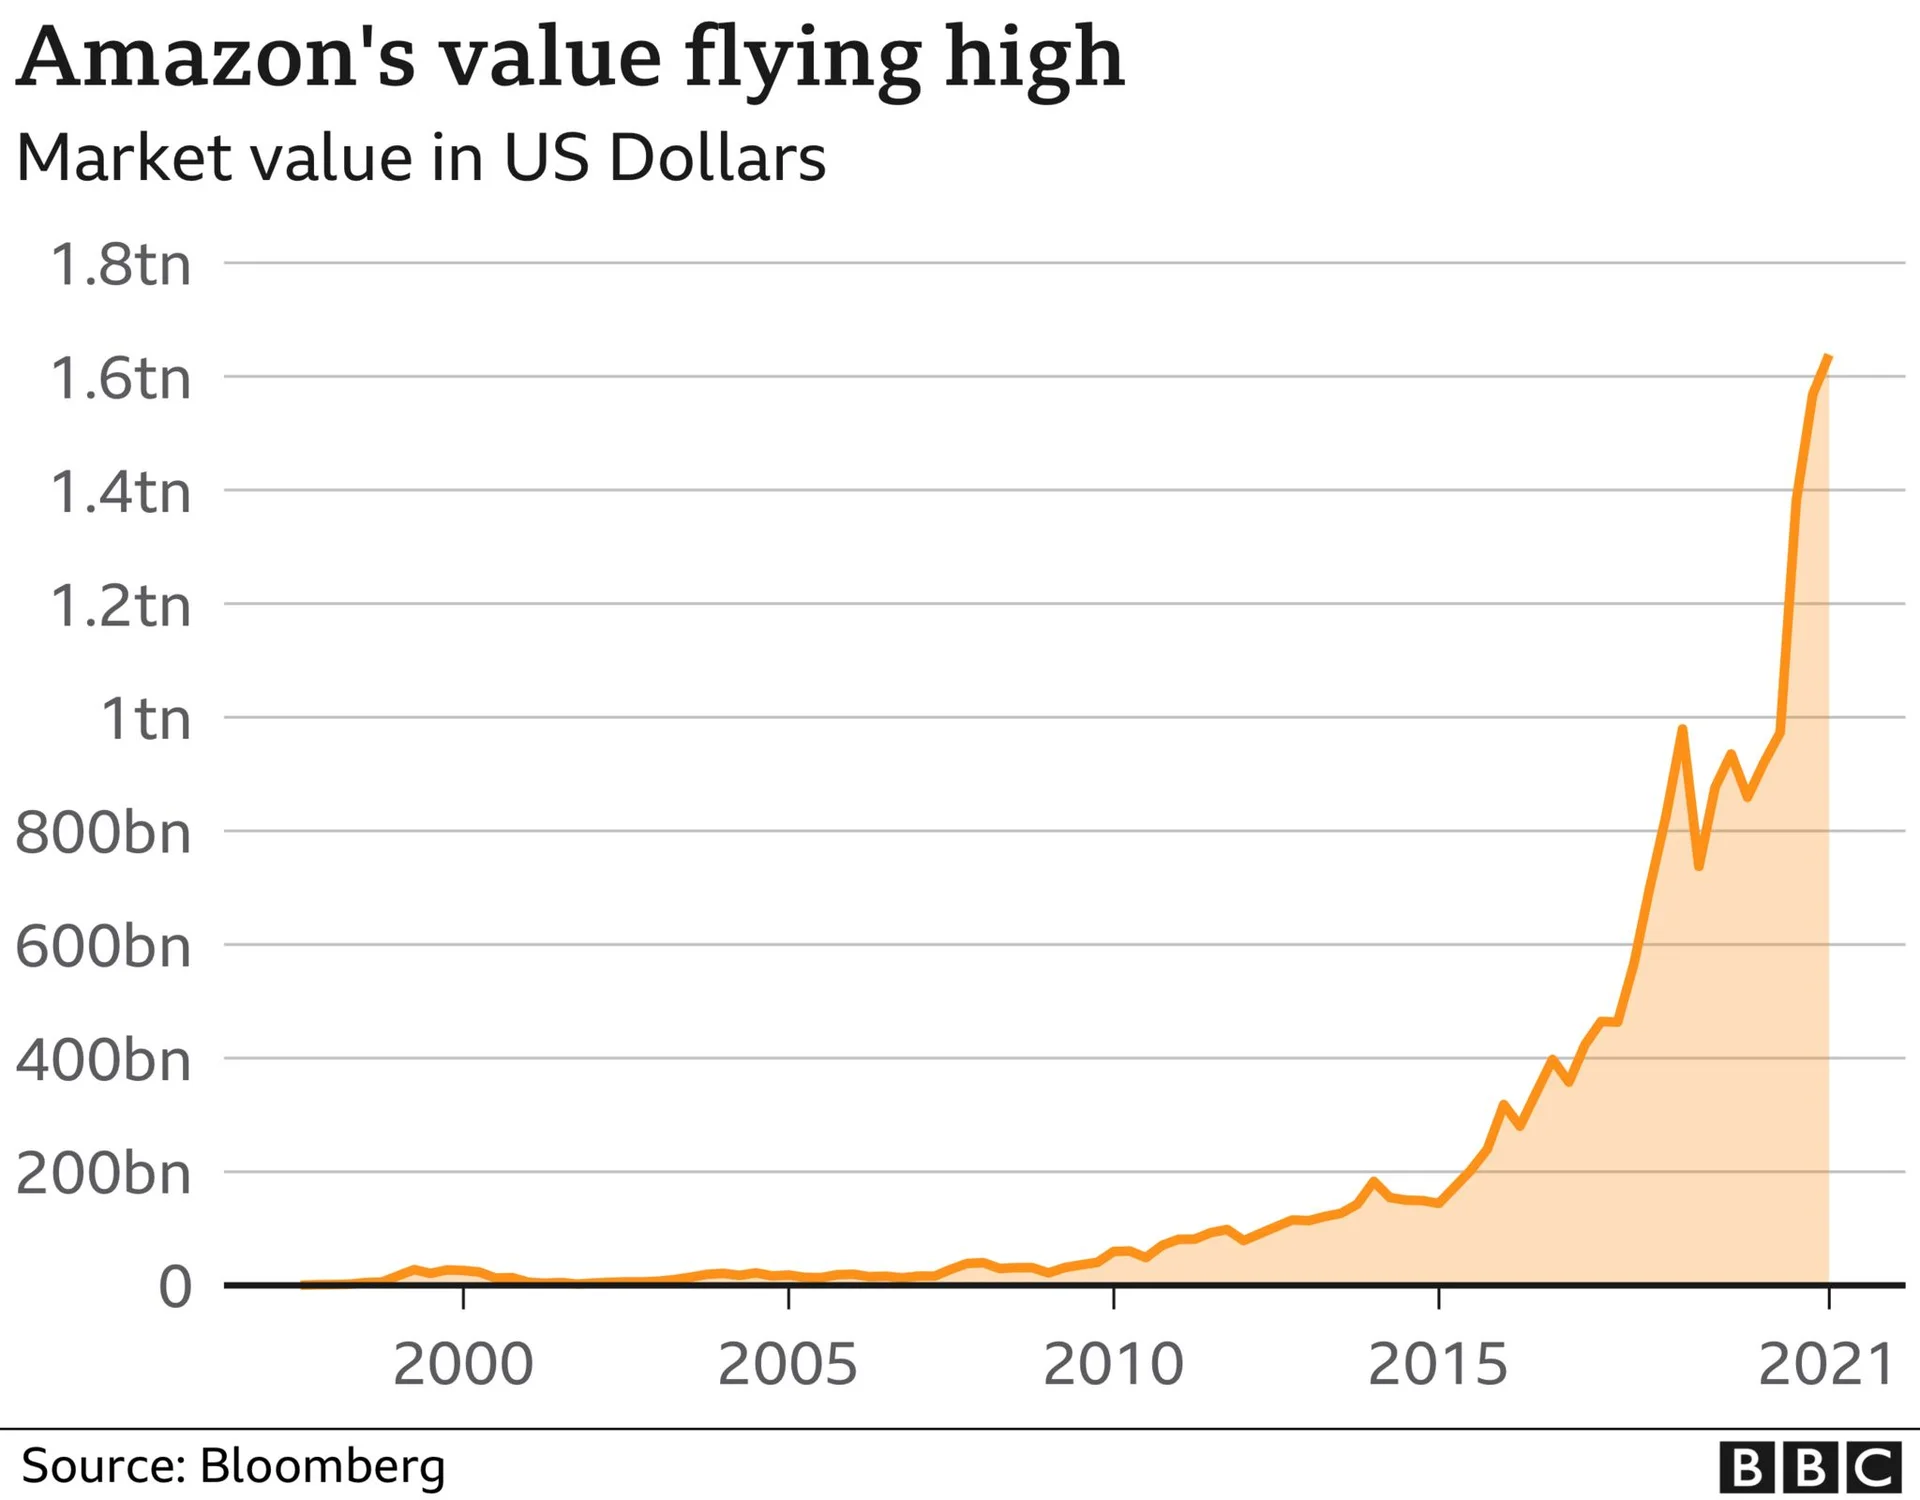 Amazon's value flying high
Market value in US Dollars
1.8tn
1.6tn
1.4tn
1.2tn
1tn
800bn
600bn
400bn
200bn
0
2000 2005 2010 2015 2021
Source: Bloomberg
BBC